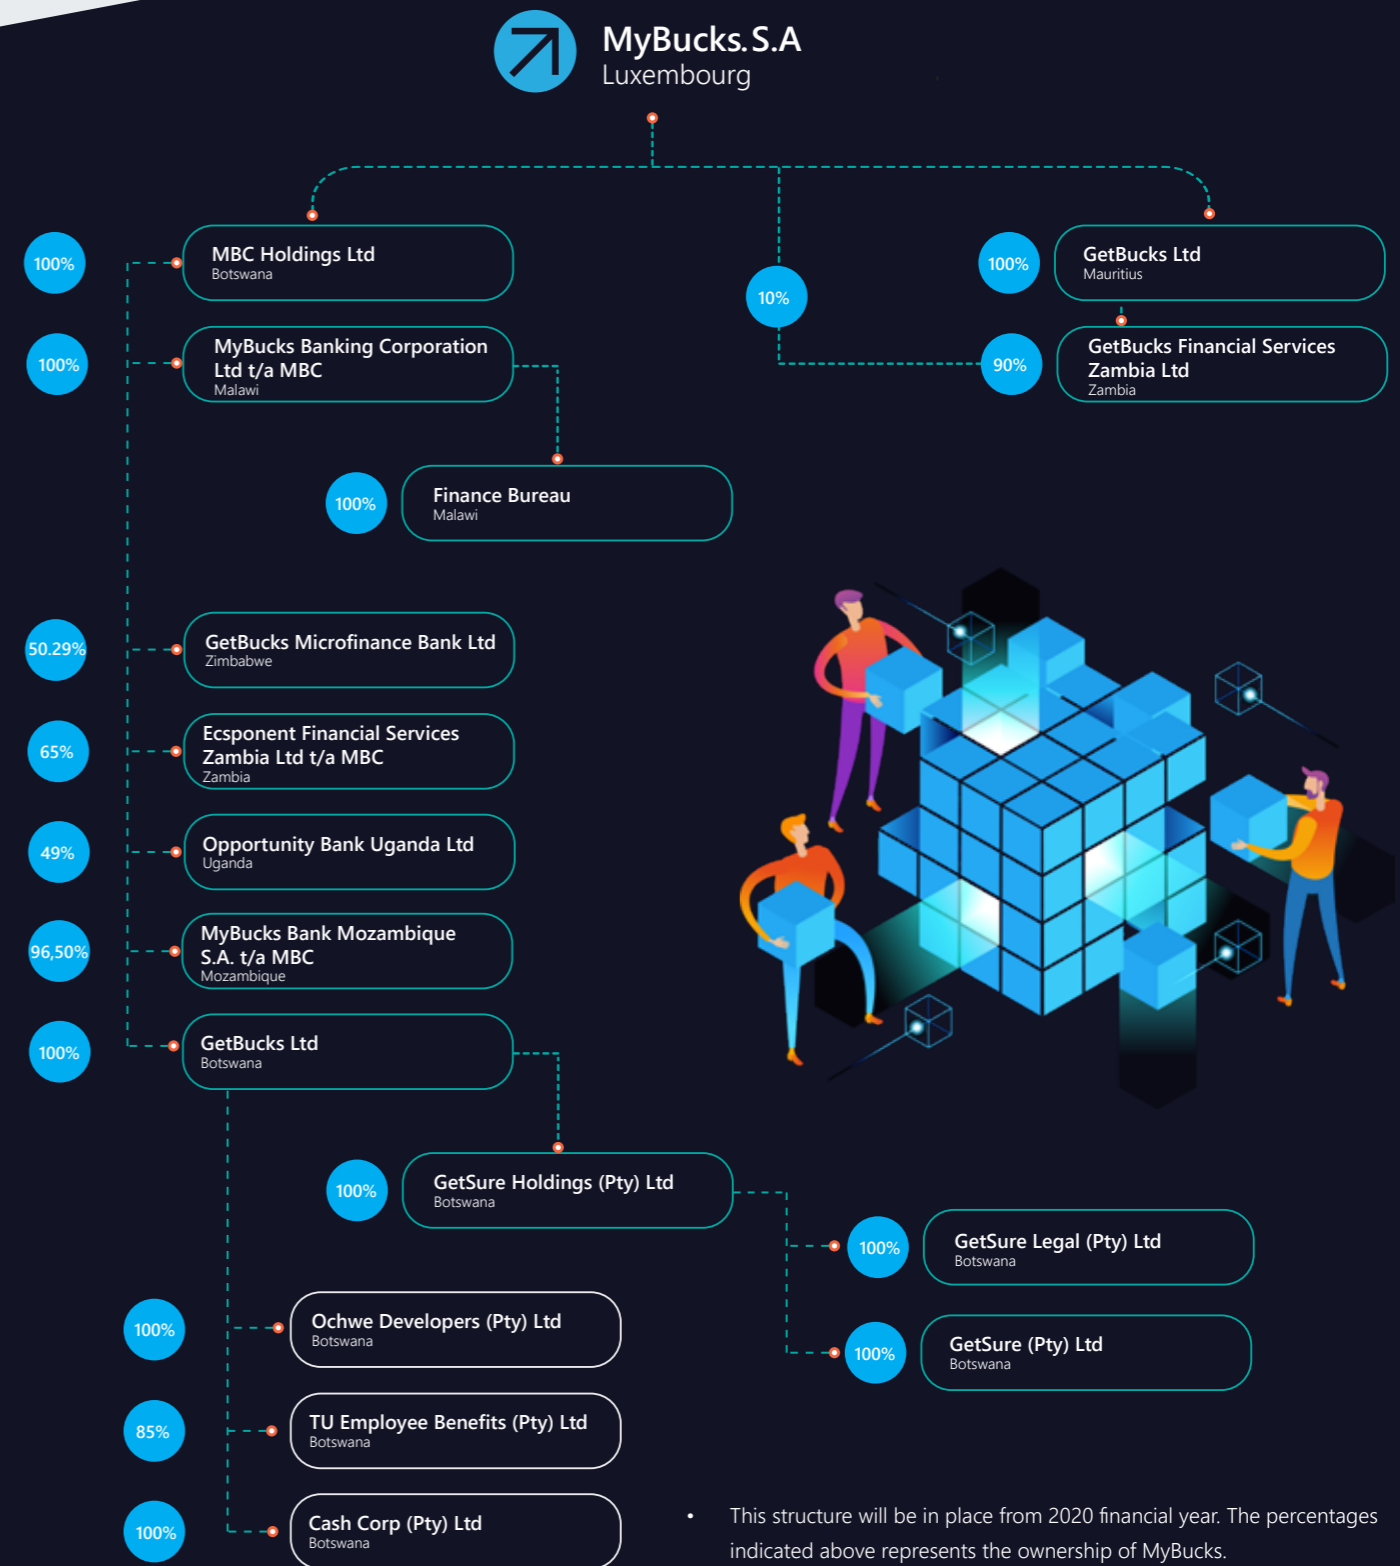 MyBucks.S.A
Luxembourg
100%
MBC Holdings Ltd
Botswana
10%
100%
GetBucks Ltd
Mauritius
100%
MyBucks Banking Corporation
Ltd t/a MBC
Malawi
90%
GetBucks Financial Services
Zambia Ltd
Zambia
100%
Finance Bureau
Malawi
50.29%
GetBucks Microfinance Bank Ltd
Zimbabwe
65%
Ecsponent Financial Services
Zambia Ltd t/a MBC
Zambia
49%
Opportunity Bank Uganda Ltd
Uganda
96,50%
MyBucks Bank Mozambique
S.A. t/a MBC
Mozambique
100%
GetBucks Ltd
Botswana
100%
GetSure Holdings (Pty) Ltd
Botswana
100%
GetSure Legal (Pty) Ltd
Botswana
100%
Ochwe Developers (Pty) Ltd
Botswana
100%
GetSure (Pty) Ltd
Botswana
85%
TU Employee Benefits (Pty) Ltd
Botswana
100%
Cash Corp (Pty) Ltd
Botswana
• This structure will be in place from 2020 financial year. The percentages
indicated above represents the ownership of MyBucks.